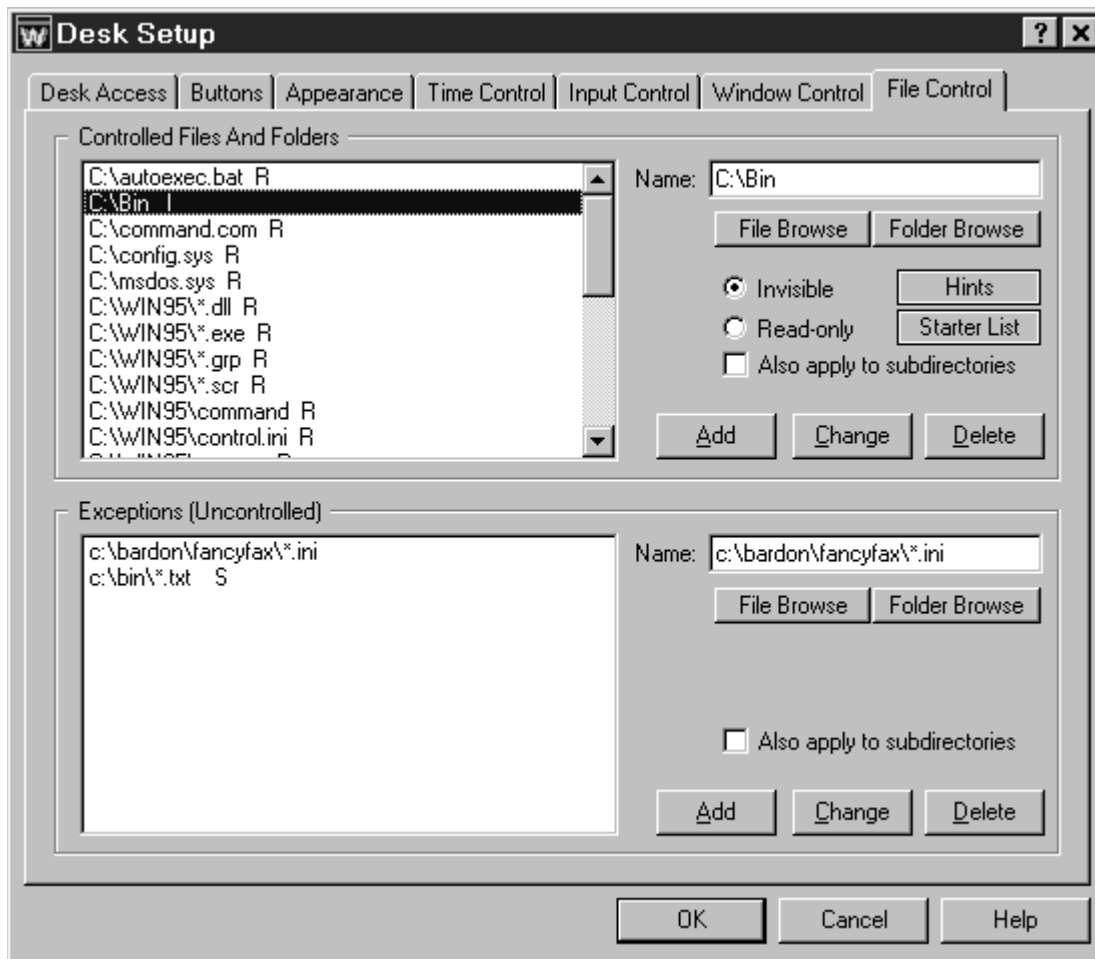 Desk Setup
Desk Access Buttons Appearance Time Control Input Control Window Control File Control
Controlled Files And Folders
C:\autoexec.bat R
C:\Bin I
C:\command.com R
C:\config.sys R
C:\msdos.sys R
C:\WIN95\*.dll R
C:\WIN95\*.exe R
C:\WIN95\*.grp R
C:\WIN95\*.scr R
C:\WIN95\command R
C:\WIN95\control.ini R
Name: C:\Bin
File Browse Folder Browse
Invisible Hints
Read-only Starter List
Also apply to subdirectories
Add Change Delete
Exceptions (Uncontrolled)
c:\bardon\fancyfax\*.ini
c:\bin\*.txt S
Name: c:\bardon\fancyfax\*.ini
File Browse Folder Browse
Also apply to subdirectories
Add Change Delete
OK Cancel Help